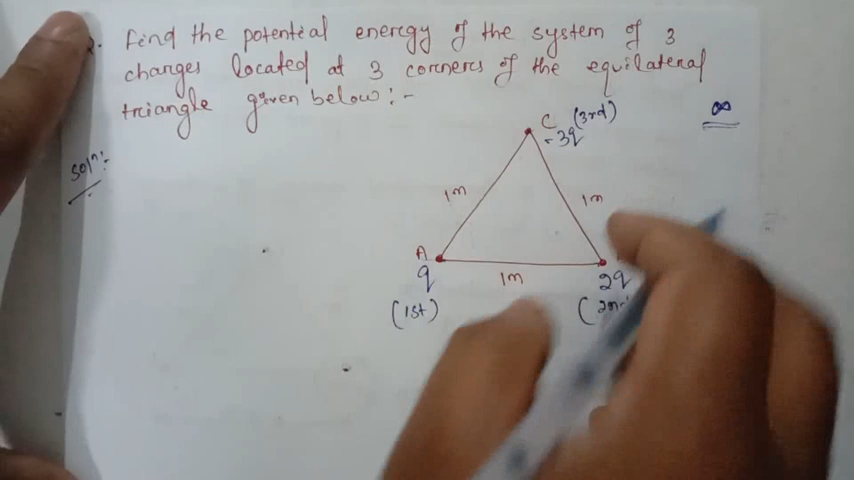 Find the potential energy of the system of 3
charges located at 3 corners of the equilateral
triangle given below:-
∞
C (3rd)
-3q
Soln:-
1m
1m
A
1m
q
2q
(1st)